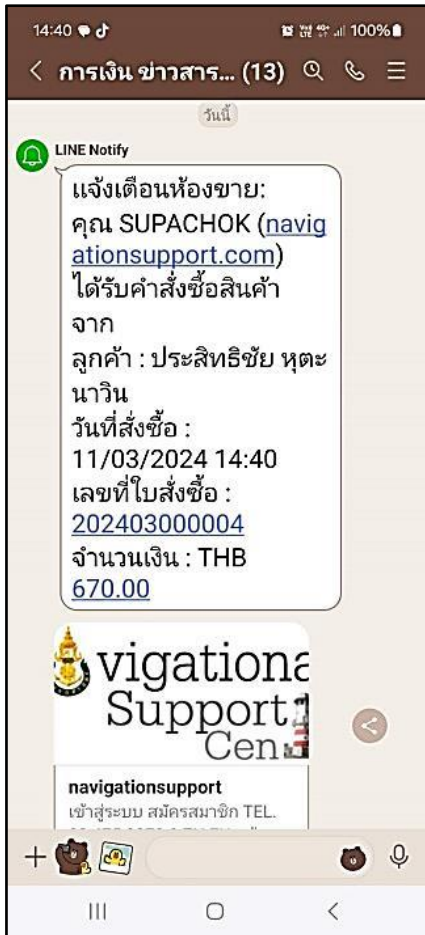 14:40
100%
การเงิน ข่าวสาร... (13)
วันนี้
LINE Notify
แจ้งเตือนห้องขาย:
คุณ SUPACHOK (navig
ationsupport.com)
ได้รับคำสั่งซื้อสินค้า
จาก
ลูกค้า : ประสิทธิชัย หุตะ
นาวิน
วันที่สั่งซื้อ :
11/03/2024 14:40
เลขที่ใบสั่งซื้อ :
202403000004
จำนวนเงิน : THB
670.00
vigationa
Support
Cen
navigationsupport
เข้าสู่ระบบ สมัครสมาชิก TEL.